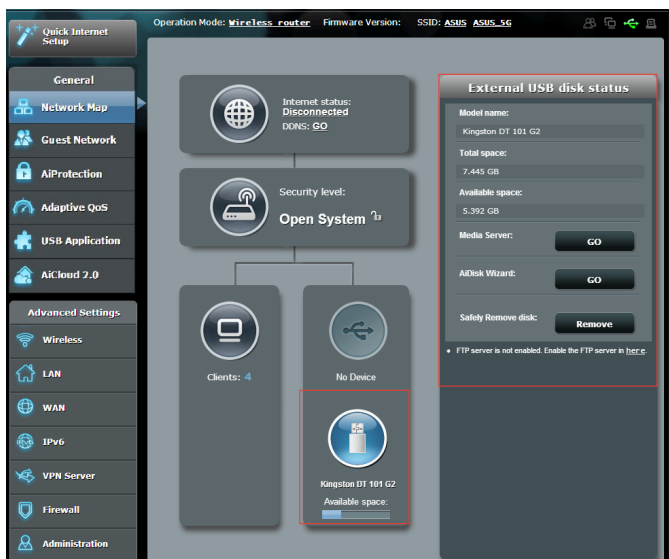 Quick Internet
Setup
Operation Mode: Wireless router Firmware Version: SSID: ASUS ASUS_5G
General
Network Map
Guest Network
AiProtection
Adaptive QoS
USB Application
AiCloud 2.0
Advanced Settings
Wireless
LAN
WAN
IPv6
IPv6
VPN Server
Firewall
Administration
Internet status:
Disconnected
DDNS: GO
Security level:
Open System
Clients: 4
No Device
Kingston DT 101 G2
Available space:
External USB disk status
Model name:
Kingston DT 101 G2
Total space:
7.445 GB
Available space:
5.392 GB
Media Server: GO
AiDisk Wizard: GO
Safely Remove disk: Remove
FTP server is not enabled. Enable the FTP server in here.